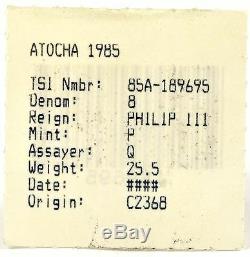 ATOCHA 1985
TSI Nmbr: 85A-189695
Denom: 8
Reign: PHILIP III
Mint: P
Assayer: Q
Weight: 25.5
Date: ####
Origin: C2368